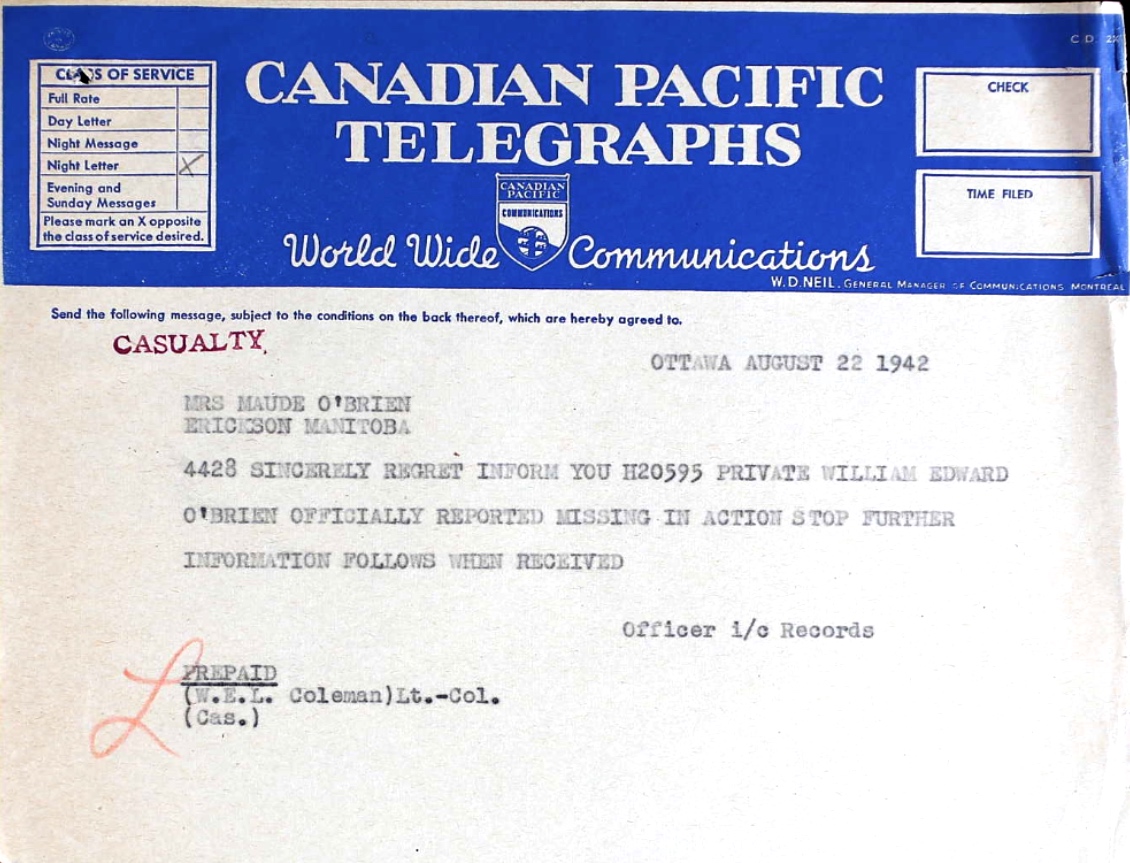 C D 2X
CLASS OF SERVICE
Full Rate
Day Letter
Night Message
Night Letter X
Evening and
Sunday Messages
Please mark an X opposite
the class of service desired.
CANADIAN PACIFIC
TELEGRAPHS
CANADIAN
PACIFIC
COMMUNICATIONS
World Wide Communications
CHECK
TIME FILED
W.D.NEIL. GENERAL MANAGER OF COMMUNICATIONS MONTREAL
Send the following message, subject to the conditions on the back thereof, which are hereby agreed to.
CASUALTY.
OTTAWA AUGUST 22 1942
MRS MAUDE O'BRIEN
ERICKSON MANITOBA
4428 SINCERELY REGRET INFORM YOU H20595 PRIVATE WILLIAM EDWARD
O'BRIEN OFFICIALLY REPORTED MISSING IN ACTION STOP FURTHER
INFORMATION FOLLOWS WHEN RECEIVED
Officer i/c Records
PREPAID
(W.E.L. Coleman)Lt.-Col.
(Cas.)
L